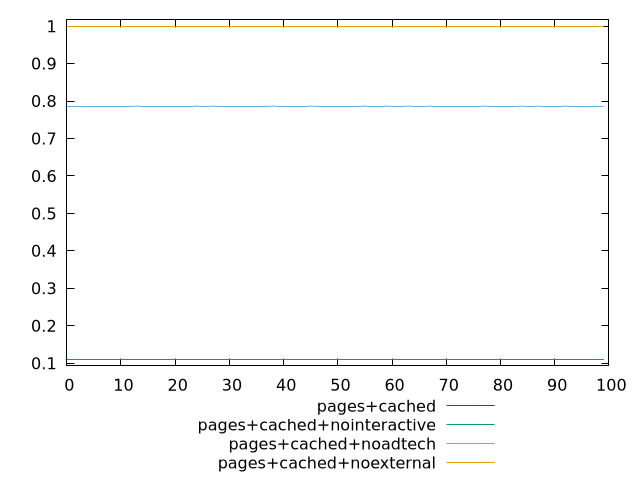 1
0.9
0.8
0.7
0.6
0.5
0.4
0.3
0.2
0.1
0 10 20 30 40 50 60 70 80 90 100
pages+cached
pages+cached+nointeractive
pages+cached+noadtech
pages+cached+noexternal